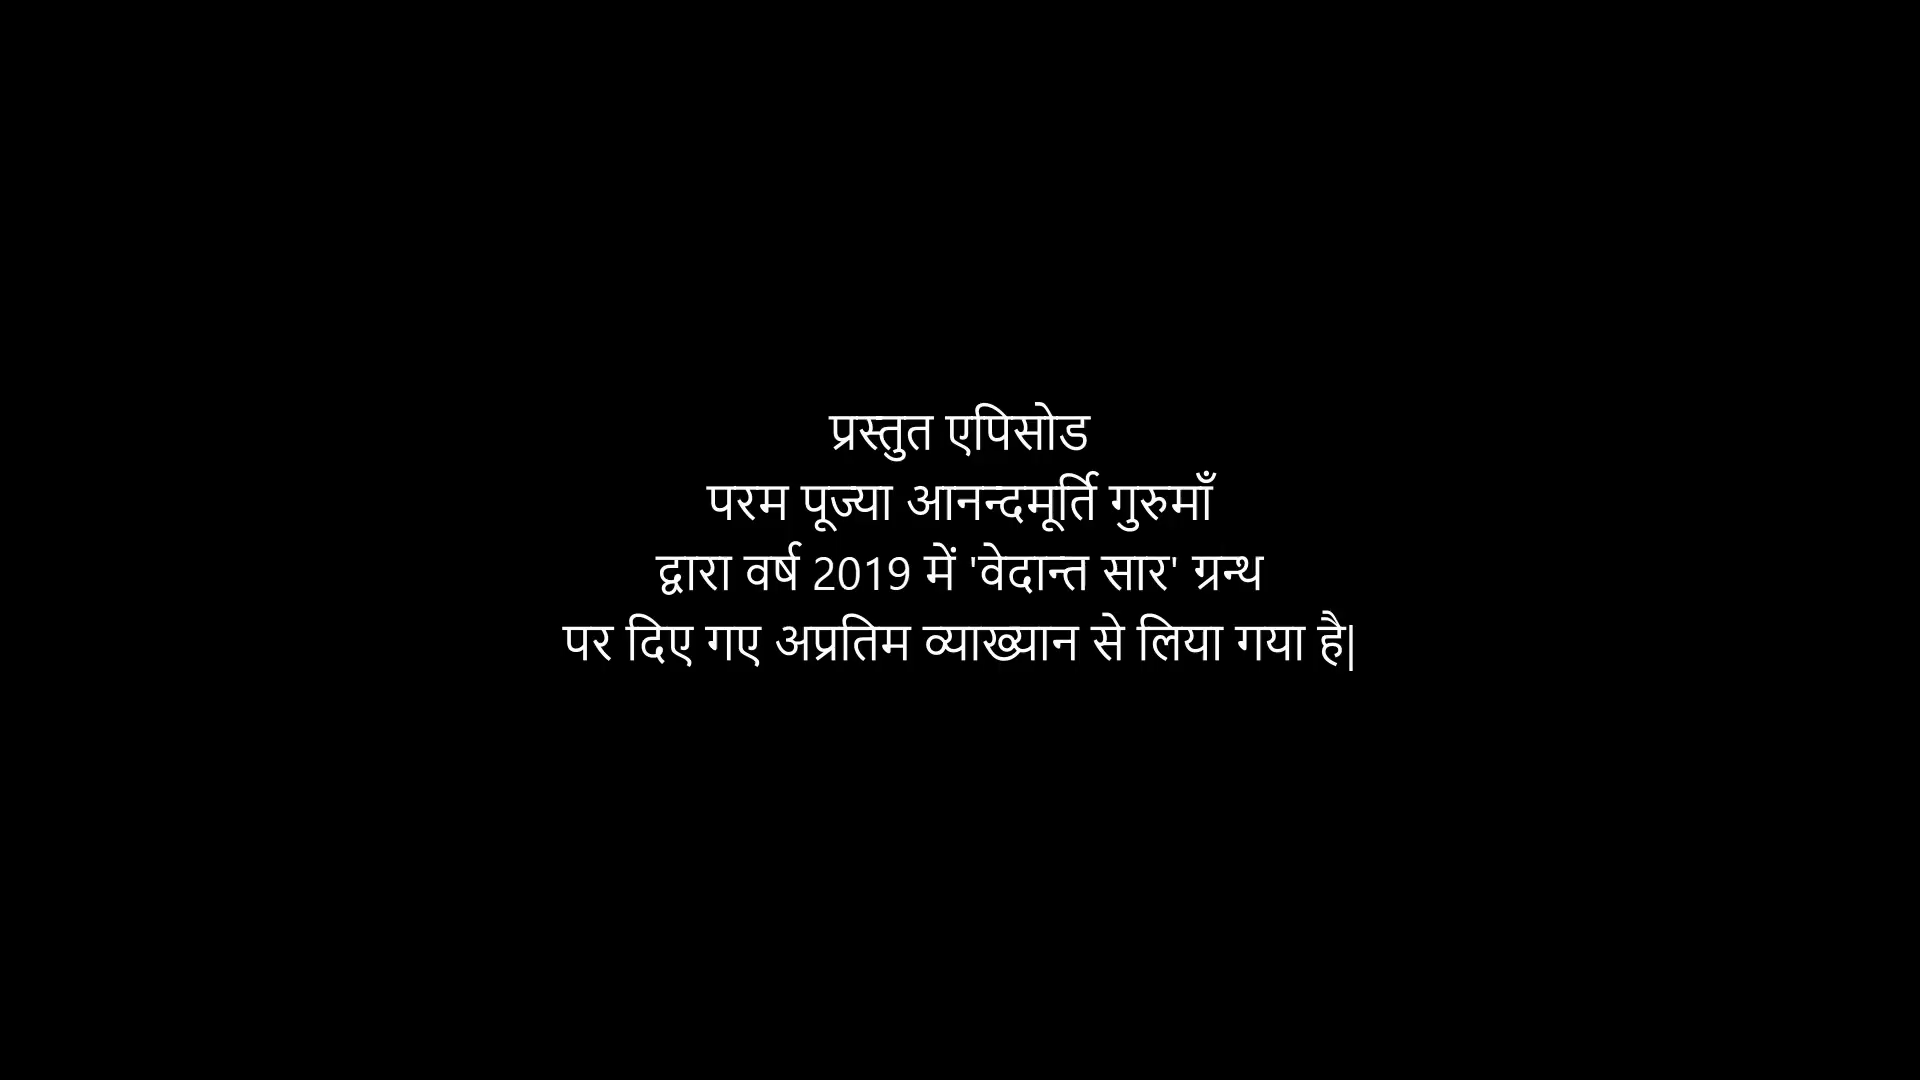 प्रस्तुत एपिसोड
परम पूज्या आनन्दमूर्ति गुरुमाँ
द्वारा वर्ष 2019 में 'वेदान्त सार' ग्रन्थ
पर दिए गए अप्रतिम व्याख्यान से लिया गया है|